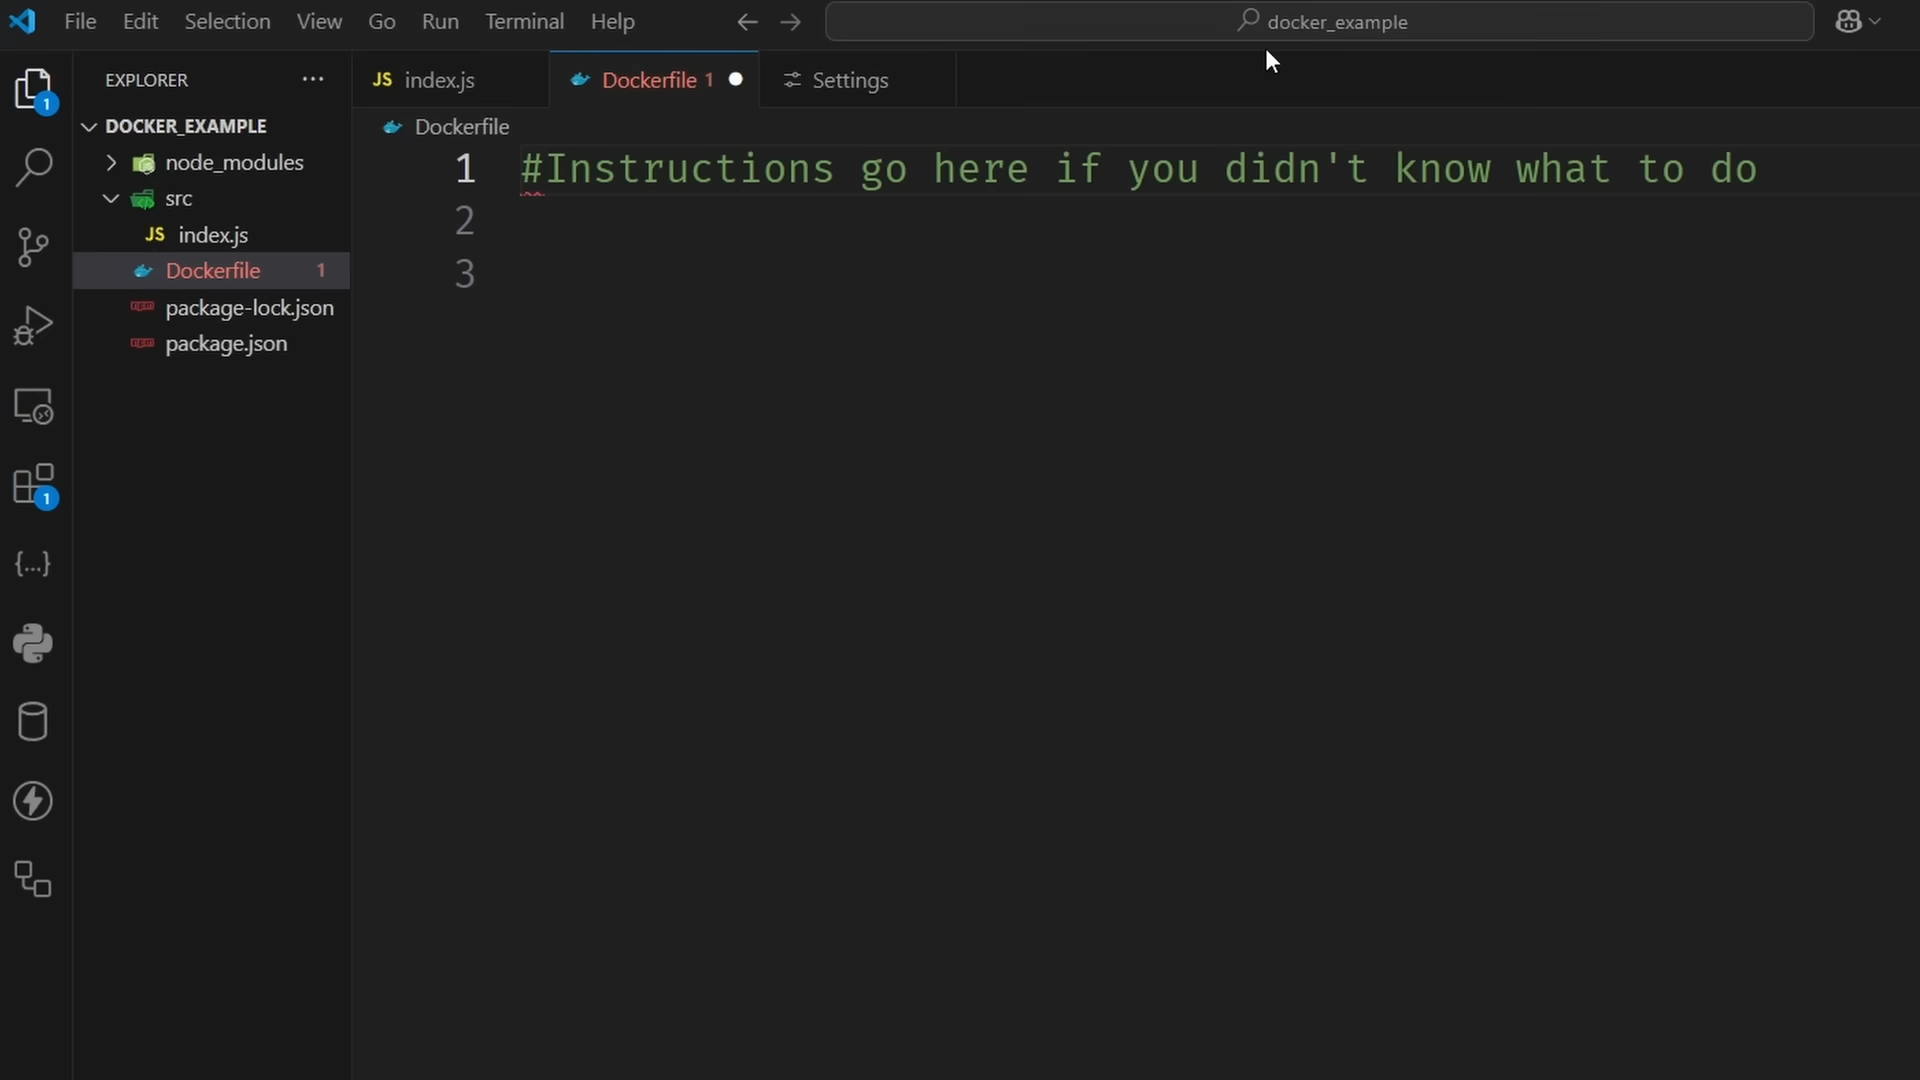 File Edit Selection View Go Run Terminal Help
docker_example
EXPLORER
JS index.js
Dockerfile 1
Settings
1
DOCKER_EXAMPLE
node_modules
src
JS index.js
Dockerfile 1
package-lock.json
package.json
Dockerfile
1 #Instructions go here if you didn't know what to do
2
3
1
{...}